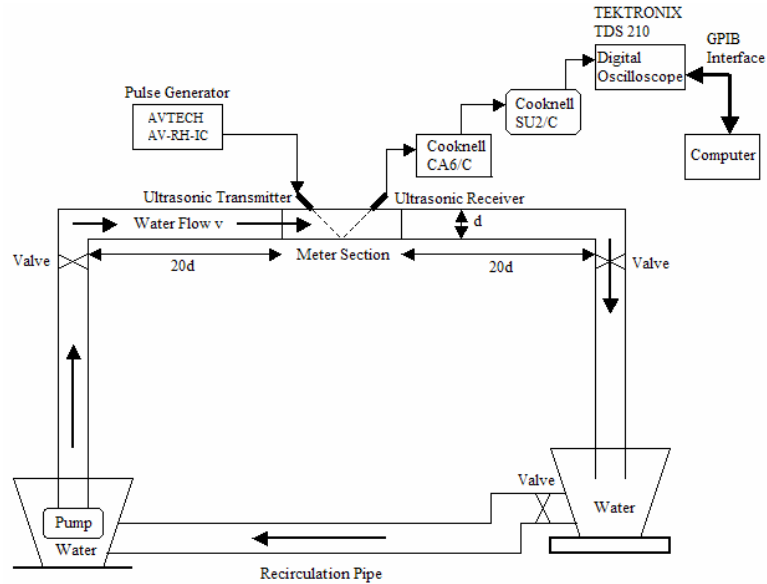 TEKTRONIX
TDS 210
GPIB
Interface
Digital
Oscilloscope
Pulse Generator
AVTECH
AV-RH-IC
Cooknell
SU2/C
Cooknell
CA6/C
Computer
Ultrasonic Transmitter
Ultrasonic Receiver
Water Flow v
d
Valve
20d
Meter Section
20d
Valve
Valve
Water
Pump
Water
Recirculation Pipe